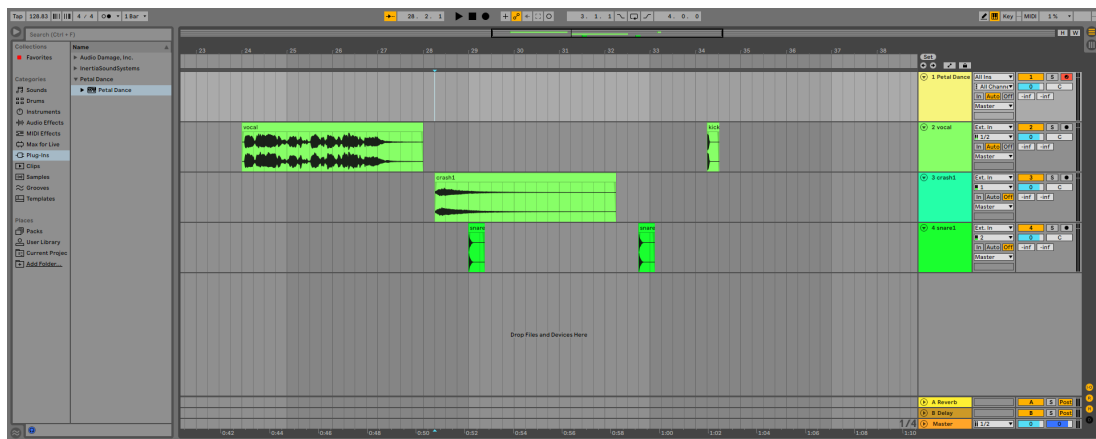 Tap 120.83 4 / 4 1 Bar
28. 2. 1
3. 1. 1
4. 0. 0
Key MIDI 1 %
Search (Ctrl + F)
H W
Collections
Favorites
Categories
Sounds
Drums
Instruments
Audio Effects
MIDI Effects
Max for Live
Plug-Ins
Clips
Samples
Grooves
Templates
Places
Packs
User Library
Current Projec
Add Folder...
Name
Audio Damage, Inc.
InertiaSoundSystems
Petal Dance
Petal Dance
23 24 25 26 27 28 29 30 31 32 33 34 35 36 37 38
Set
vocal
kick
crash1
snare
snare
Drop Files and Devices Here
1 Petal Dance All Ins 1 S
All Channe 0 C
In Auto Off -inf -inf
Master
2 vocal Ext. In 2 S
1/2 0 C
In Auto Off -inf -inf
Master
3 crash1 Ext. In 3 S
1 0 C
In Auto Off -inf -inf
Master
4 snare1 Ext. In 4 S
2 0 C
In Auto Off -inf -inf
Master
A Reverb A S Post
B Delay B S Post
1/4 Master 1/2 0 0
0:42 0:44 0:46 0:48 0:50 0:52 0:54 0:56 0:58 1:00 1:02 1:04 1:06 1:08 1:10